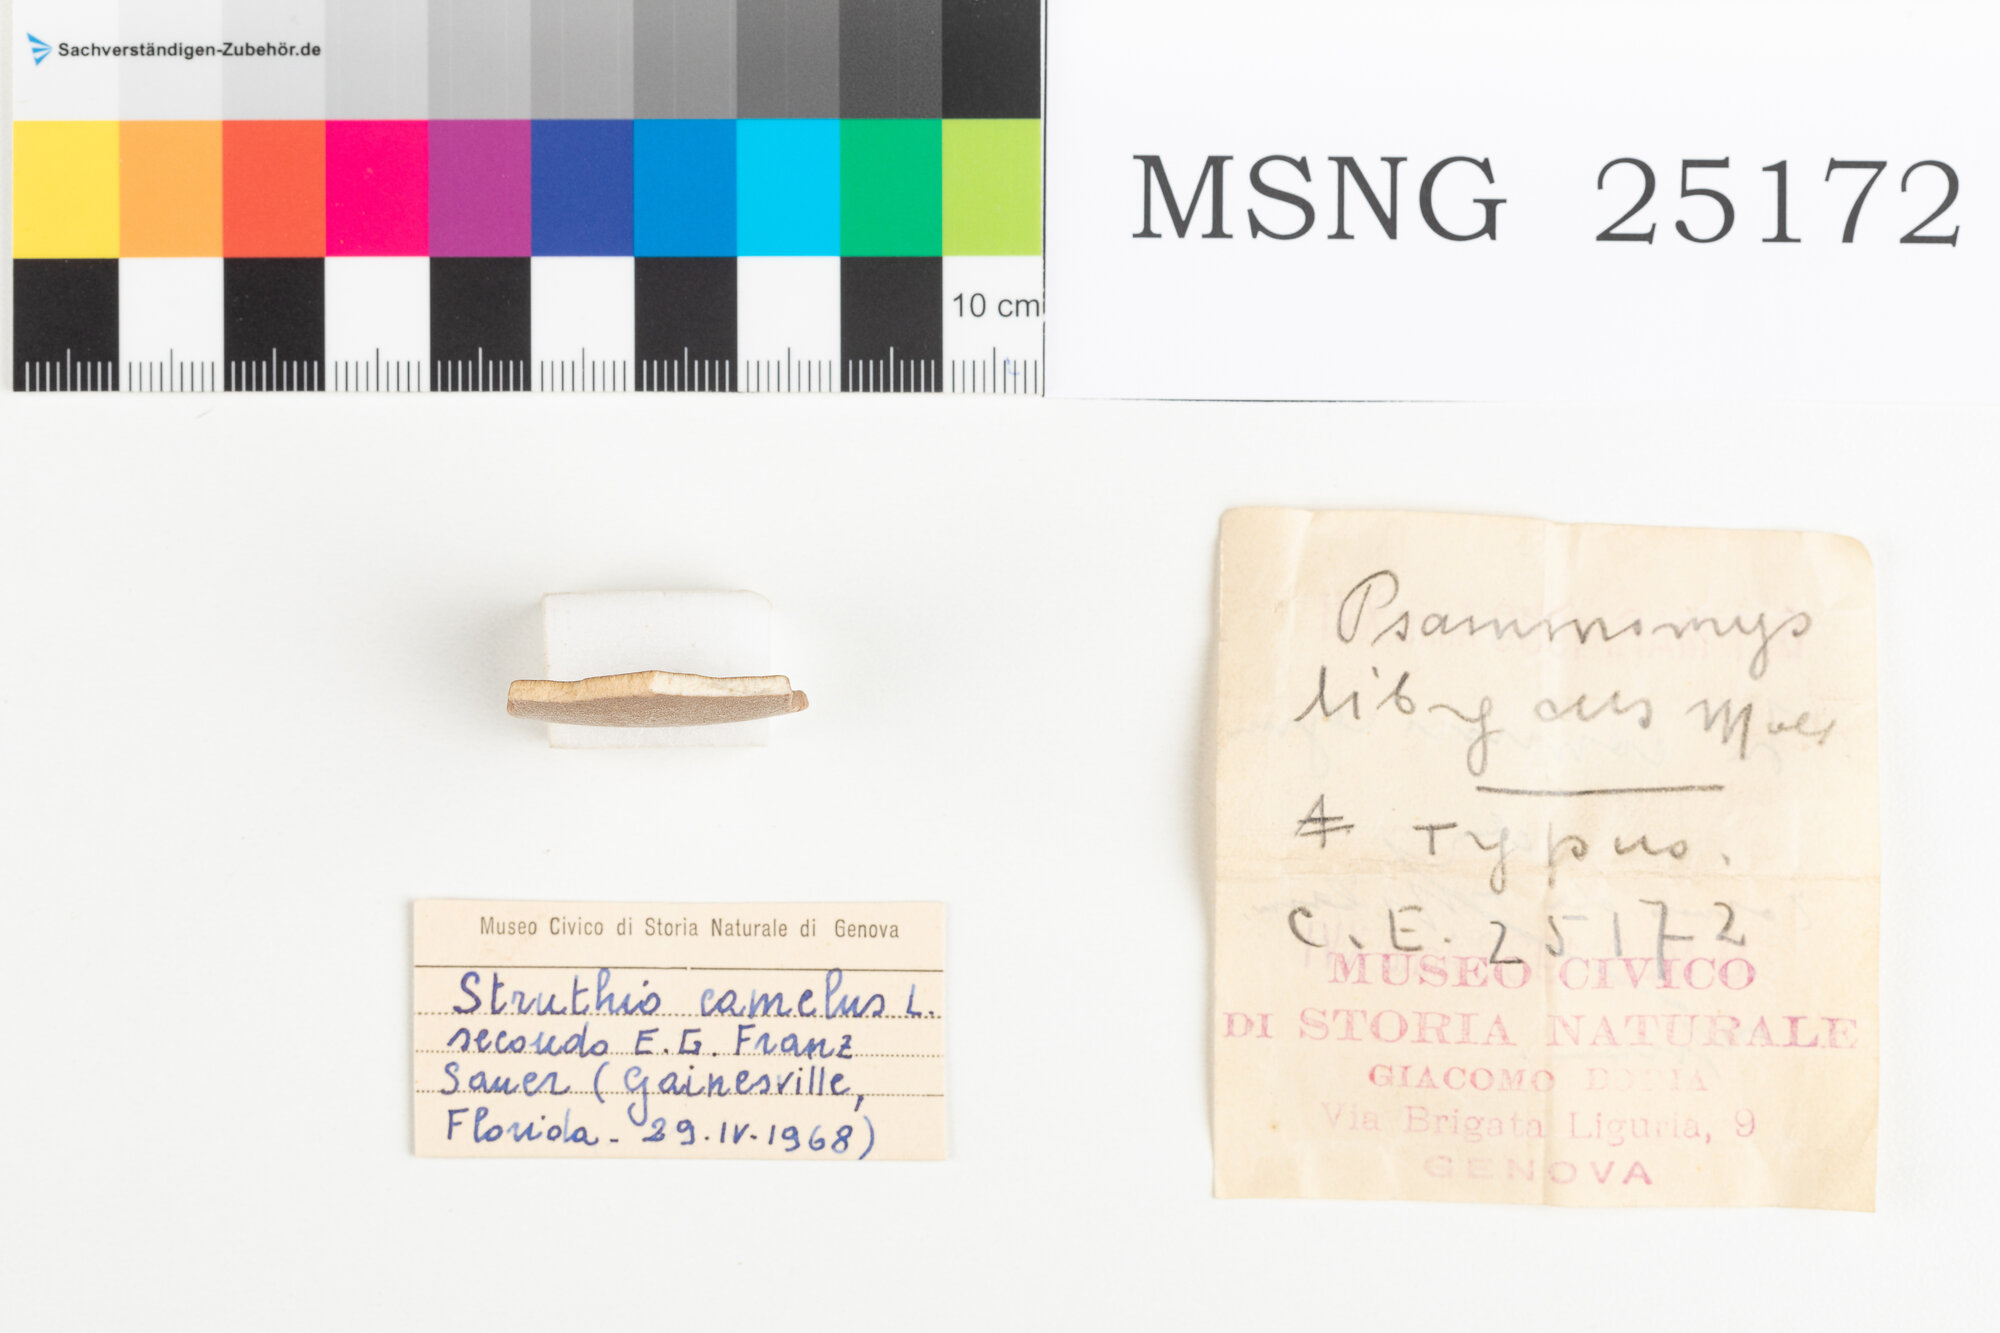 Sachverständigen-Zubehör.de
10 cm
MSNG 25172
Museo Civico di Storia Naturale di Genova
Struthio camelus L.
secondo E. G. Franz
Sauer (Gainesville,
Florida - 29.IV.1968)
Psammomys
libycus
Typus.
C. E. 25172
MUSEO CIVICO
DI STORIA NATURALE
GIACOMO DORIA
Via Brigata Liguria, 9
GENOVA